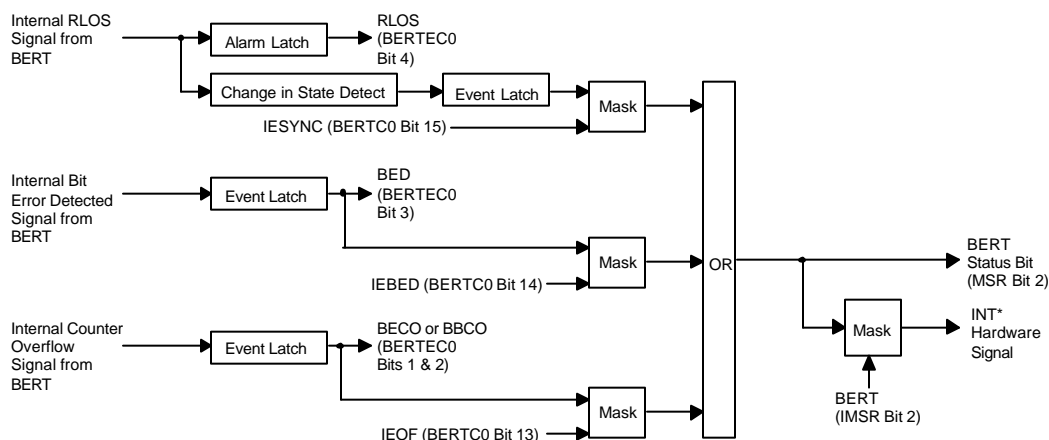 Internal RLOS
Signal from
BERT
Alarm Latch
RLOS
(BERTEC0
Bit 4)
Change in State Detect
Event Latch
Mask
IESYNC (BERTC0 Bit 15)
Internal Bit
Error Detected
Signal from
BERT
Event Latch
BED
(BERTEC0
Bit 3)
Mask
IEBED (BERTC0 Bit 14)
OR
BERT
Status Bit
(MSR Bit 2)
Mask
INT*
Hardware
Signal
BERT
(IMSR Bit 2)
Internal Counter
Overflow
Signal from
BERT
Event Latch
BECO or BBCO
(BERTEC0
Bits 1 & 2)
Mask
IEOF (BERTC0 Bit 13)